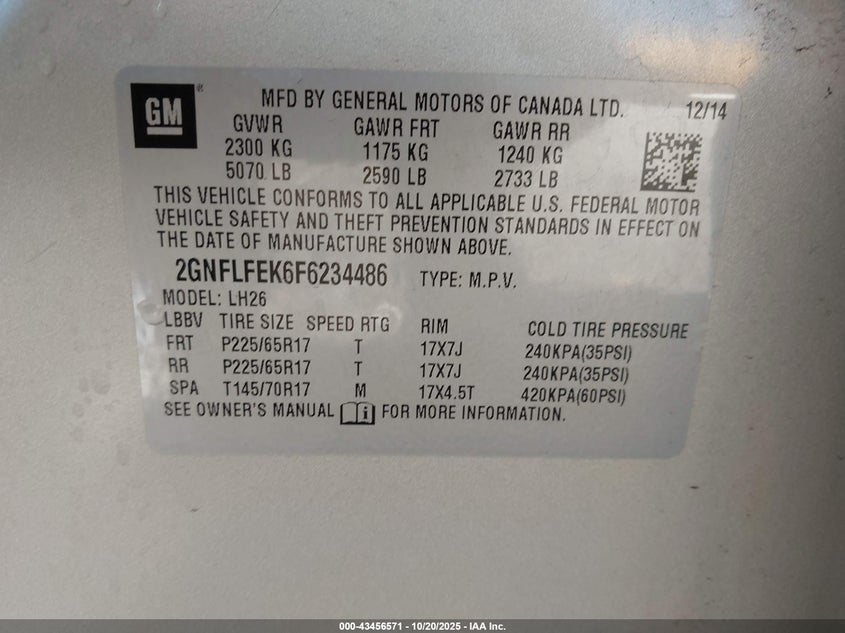 GM ®
MFD BY GENERAL MOTORS OF CANADA LTD. 12/14
GVWR GAWR FRT GAWR RR
2300 KG 1175 KG 1240 KG
5070 LB 2590 LB 2733 LB
THIS VEHICLE CONFORMS TO ALL APPLICABLE U.S. FEDERAL MOTOR
VEHICLE SAFETY AND THEFT PREVENTION STANDARDS IN EFFECT ON
THE DATE OF MANUFACTURE SHOWN ABOVE.
2GNFLFEK6F6234486 TYPE: M.P.V.
MODEL: LH26
LBBV TIRE SIZE SPEED RTG RIM COLD TIRE PRESSURE
FRT P225/65R17 T 17X7J 240KPA(35PSI)
RR P225/65R17 T 17X7J 240KPA(35PSI)
SPA T145/70R17 M 17X4.5T 420KPA(60PSI)
SEE OWNER'S MANUAL i FOR MORE INFORMATION.
000-43456571 - 10/20/2025 - IAA Inc.